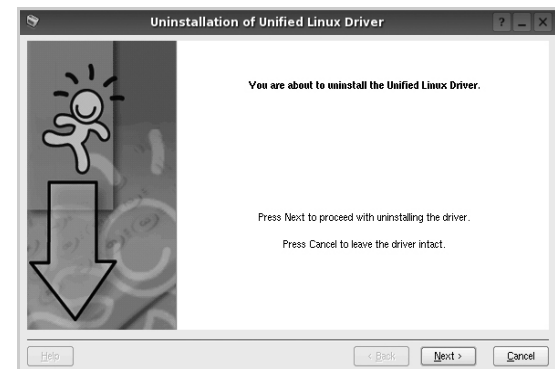 Uninstallation of Unified Linux Driver
You are about to uninstall the Unified Linux Driver.
Press Next to proceed with uninstalling the driver.
Press Cancel to leave the driver intact.
Help
< Back
Next >
Cancel